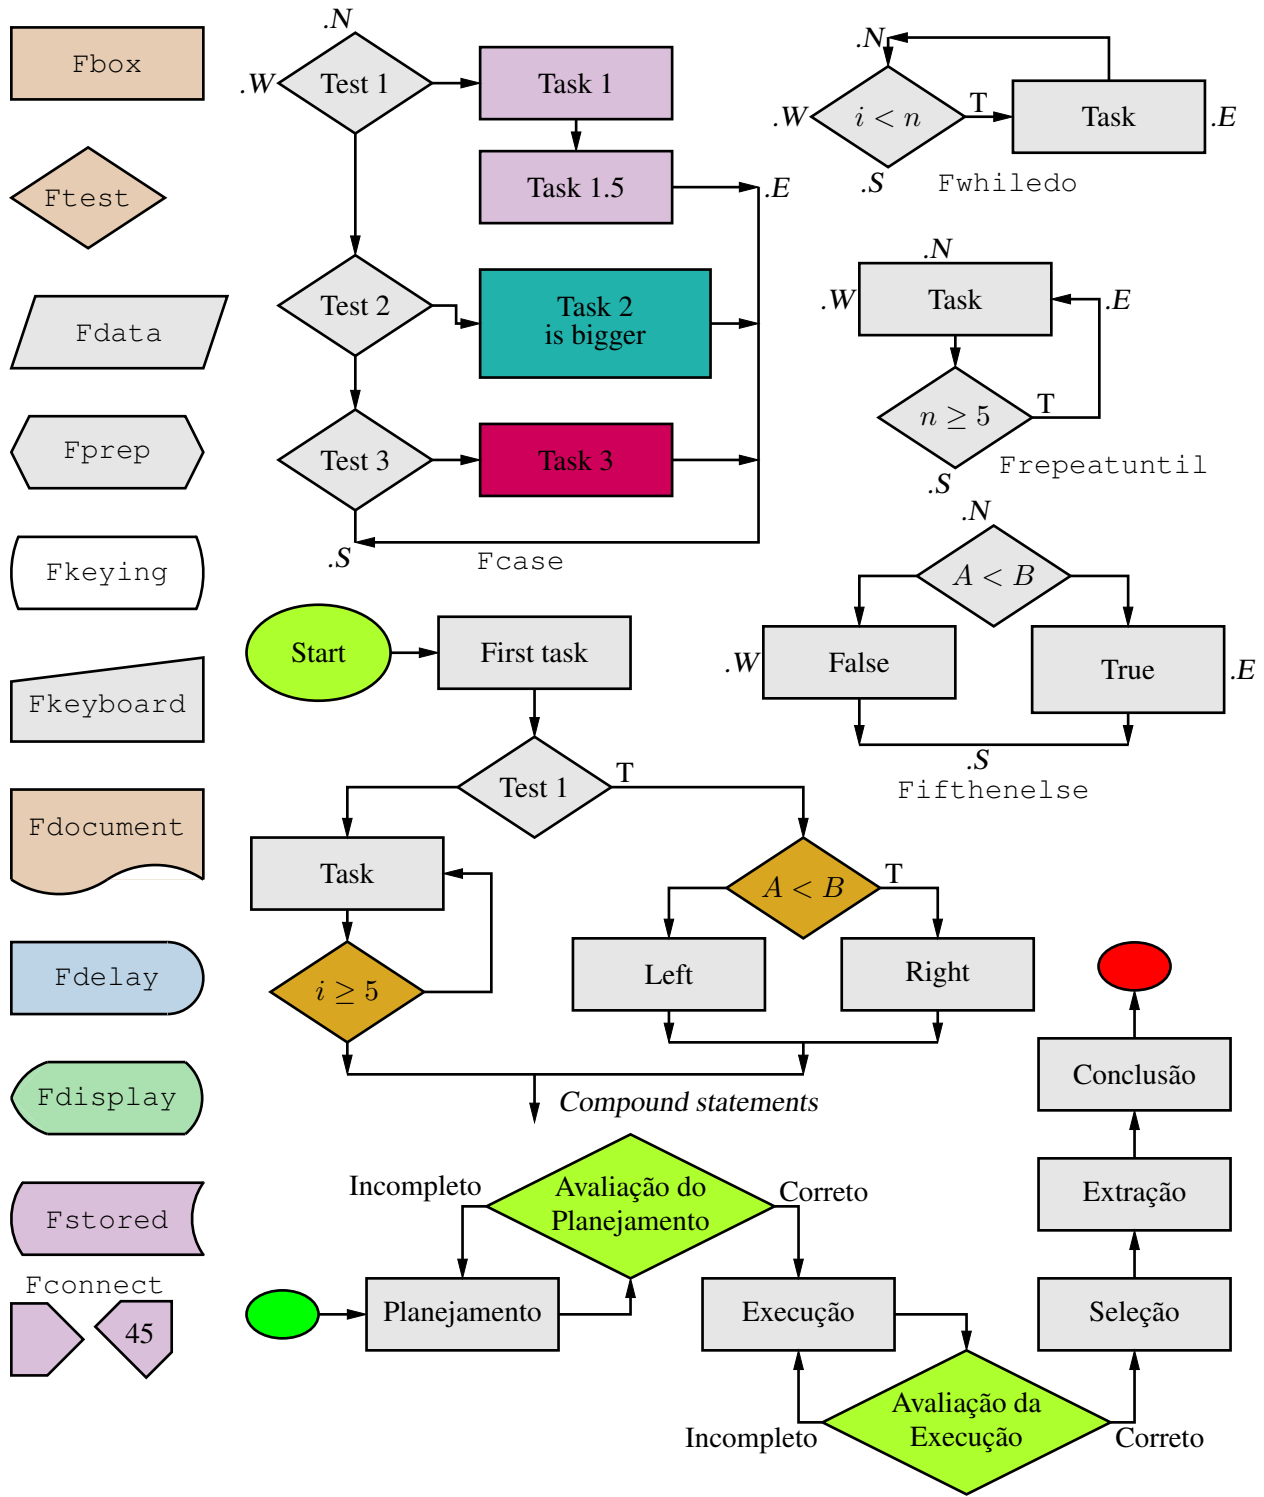 Fbox
Ftest
Fdata
Fprep
Fkeying
Fkeyboard
Fdocument
Fdelay
Fdisplay
Fstored
Fconnect
45
.N
.W
Test 1
Task 1
Task 1.5
.E
Test 2
Task 2
is bigger
Test 3
Task 3
.S
Fcase
.N
.W
i < n
T
Task
.E
.S
Fwhiledo
.N
.W
Task
.E
n ≥ 5
T
.S
Frepeatuntil
.N
A < B
.W
False
True
.E
.S
Fifthenelse
Start
First task
Test 1
T
Task
i ≥ 5
A < B
T
Left
Right
Compound statements
Incompleto
Avaliação do
Planejamento
Correto
Planejamento
Execução
Incompleto
Avaliação da
Execução
Correto
Seleção
Extração
Conclusão